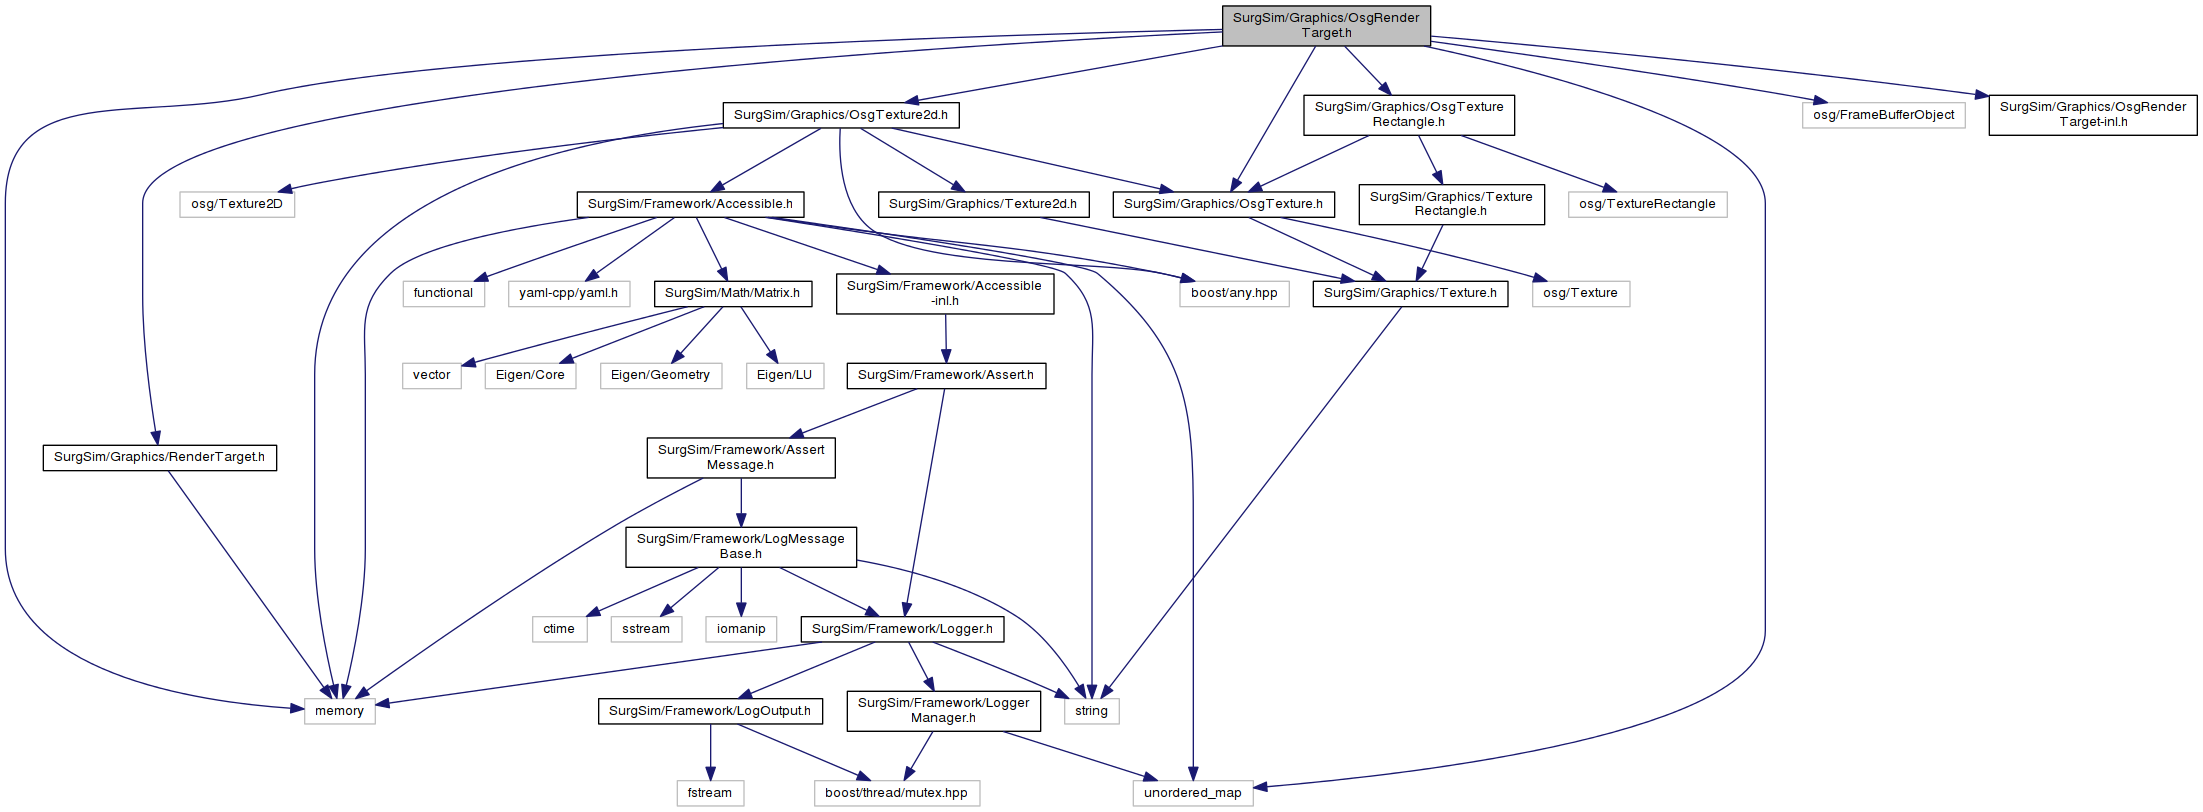 SurgSim/Graphics/OsgRender
Target.h
SurgSim/Graphics/OsgTexture2d.h
SurgSim/Graphics/OsgTexture
Rectangle.h
osg/FrameBufferObject
SurgSim/Graphics/OsgRender
Target-inl.h
osg/Texture2D
SurgSim/Framework/Accessible.h
SurgSim/Graphics/Texture2d.h
SurgSim/Graphics/OsgTexture.h
SurgSim/Graphics/Texture
Rectangle.h
osg/TextureRectangle
functional
yaml-cpp/yaml.h
SurgSim/Math/Matrix.h
SurgSim/Framework/Accessible
-inl.h
boost/any.hpp
SurgSim/Graphics/Texture.h
osg/Texture
vector
Eigen/Core
Eigen/Geometry
Eigen/LU
SurgSim/Framework/Assert.h
SurgSim/Graphics/RenderTarget.h
SurgSim/Framework/Assert
Message.h
SurgSim/Framework/LogMessage
Base.h
ctime
sstream
iomanip
SurgSim/Framework/Logger.h
memory
SurgSim/Framework/LogOutput.h
SurgSim/Framework/Logger
Manager.h
string
fstream
boost/thread/mutex.hpp
unordered_map